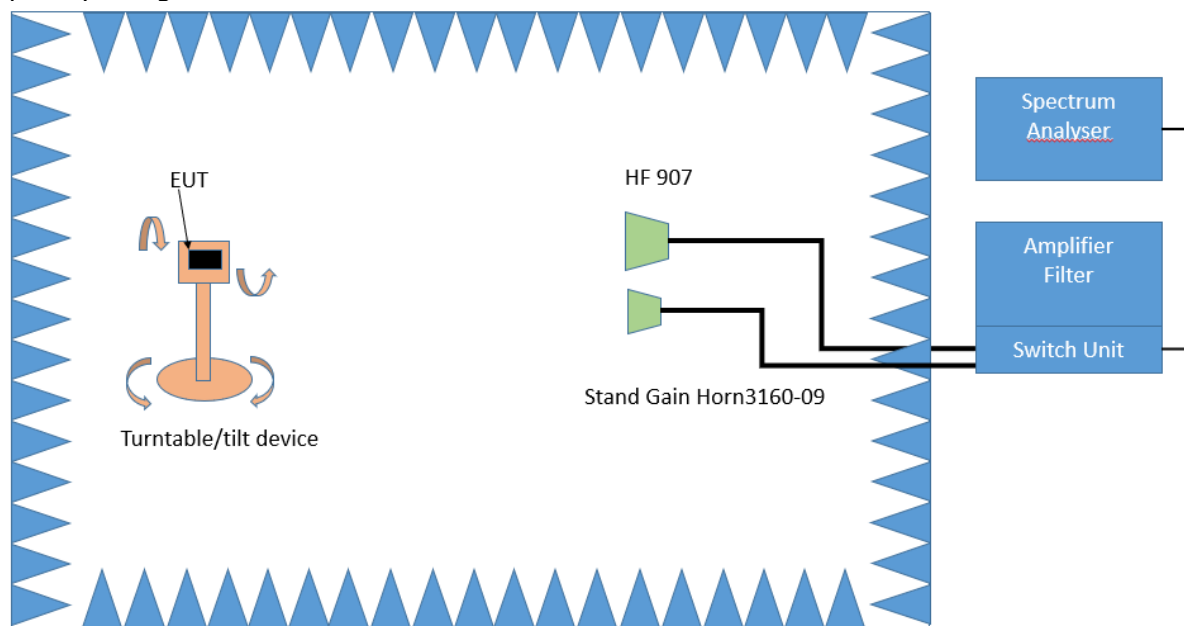 EUT
Turntable/tilt device
HF 907
Stand Gain Horn3160-09
Spectrum
Analyser
Amplifier
Filter
Switch Unit